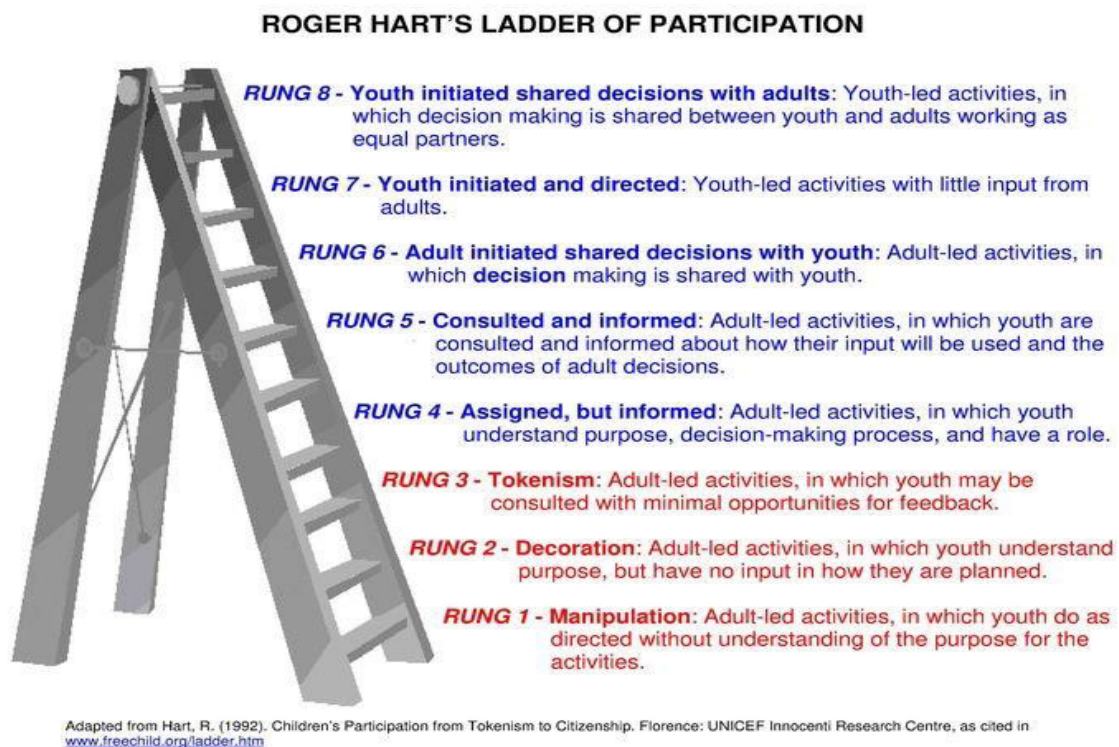 ROGER HART'S LADDER OF PARTICIPATION
RUNG 8 - Youth initiated shared decisions with adults: Youth-led activities, in
which decision making is shared between youth and adults working as
equal partners.
RUNG 7 - Youth initiated and directed: Youth-led activities with little input from
adults.
RUNG 6 - Adult initiated shared decisions with youth: Adult-led activities, in
which decision making is shared with youth.
RUNG 5 - Consulted and informed: Adult-led activities, in which youth are
consulted and informed about how their input will be used and the
outcomes of adult decisions.
RUNG 4 - Assigned, but informed: Adult-led activities, in which youth
understand purpose, decision-making process, and have a role.
RUNG 3 - Tokenism: Adult-led activities, in which youth may be
consulted with minimal opportunities for feedback.
RUNG 2 - Decoration: Adult-led activities, in which youth understand
purpose, but have no input in how they are planned.
RUNG 1 - Manipulation: Adult-led activities, in which youth do as
directed without understanding of the purpose for the
activities.
Adapted from Hart, R. (1992). Children's Participation from Tokenism to Citizenship. Florence: UNICEF Innocenti Research Centre, as cited in
www.freechild.org/ladder.htm